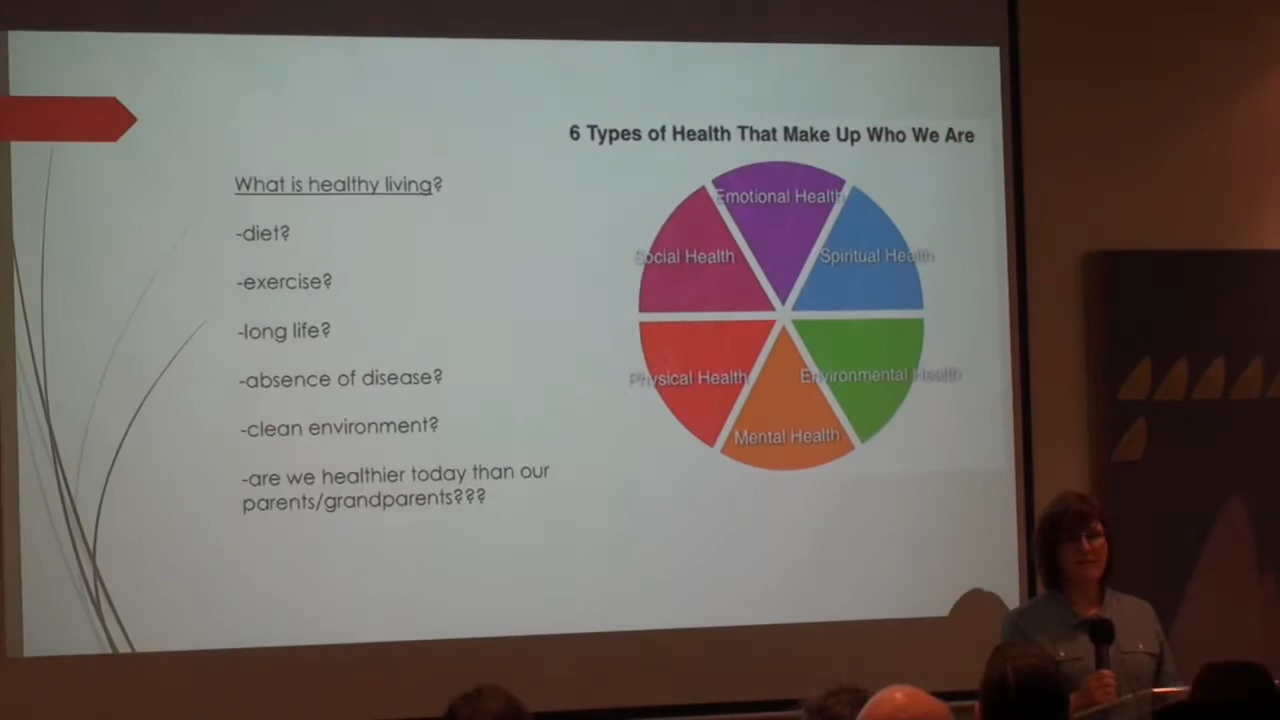 6 Types of Health That Make Up Who We Are
What is healthy living?
-diet?
-exercise?
-long life?
-absence of disease?
-clean environment?
-are we healthier today than our
parents/grandparents???
Emotional Health
Social Health
Spiritual Health
Physical Health
Environmental Health
Mental Health